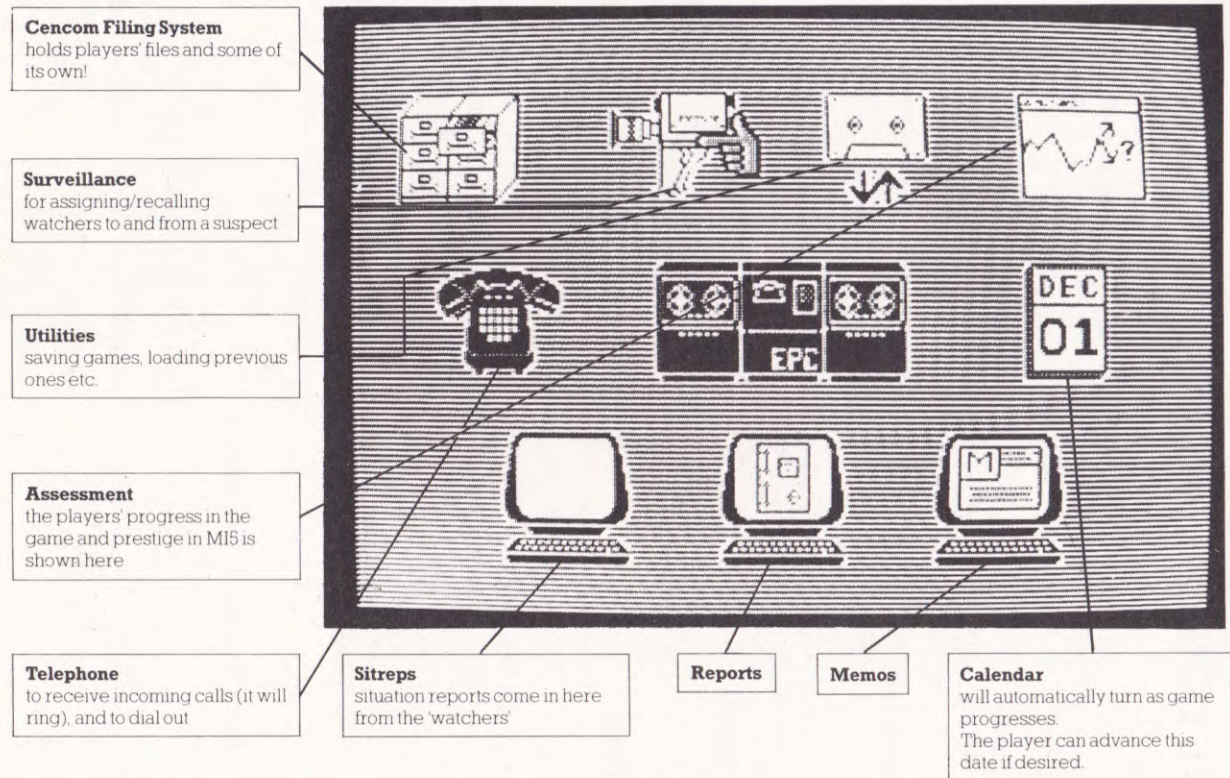 Cencom Filing System
holds players' files and some of
its own!
Surveillance
for assigning/recalling
watchers to and from a suspect
Utilities
saving games, loading previous
ones etc.
Assessment
the players' progress in the
game and prestige in MI5 is
shown here
Telephone
to receive incoming calls (it will
ring), and to dial out
?
DEC
01
EPC
M
Sitreps
situation reports come in here
from the 'watchers'
Reports
Memos
Calendar
will automatically turn as game
progresses.
The player can advance this
date if desired.